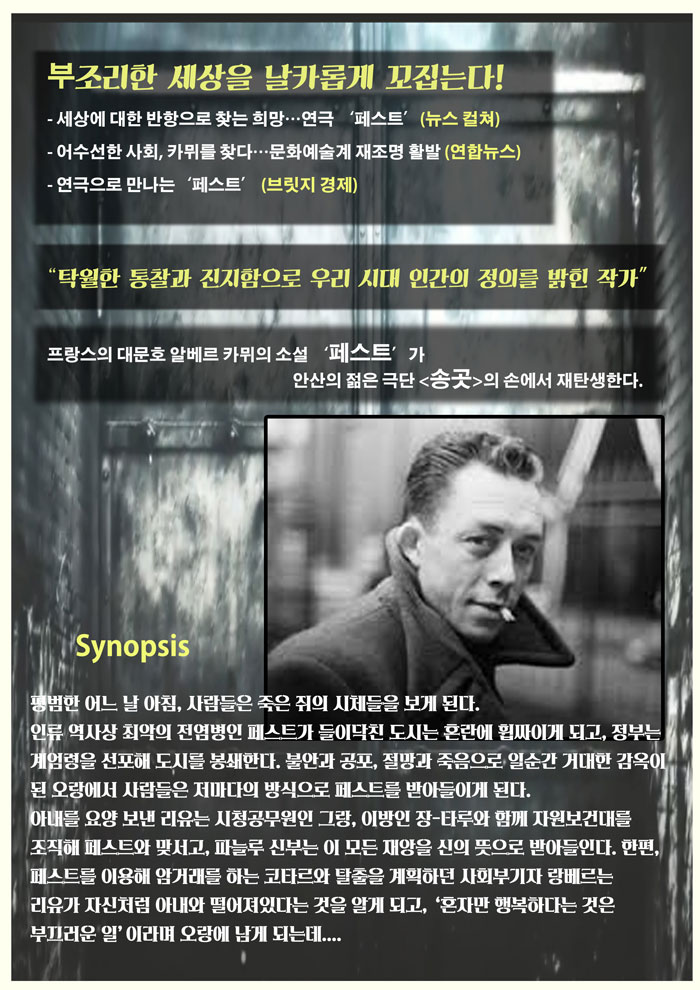 부조리한 세상을 날카롭게 꼬집는다!
- 세상에 대한 반항으로 찾는 희망…연극 ‘페스트’ (뉴스 컬쳐)
- 어수선한 사회, 카뮈를 찾다…문화예술계 재조명 활발 (연합뉴스)
- 연극으로 만나는 ‘페스트’ (브릿지 경제)
“탁월한 통찰과 진지함으로 우리 시대 인간의 정의를 밝힌 작가”
프랑스의 대문호 알베르 카뮈의 소설 ‘페스트’가
안산의 젊은 극단 <송곳>의 손에서 재탄생한다.
Synopsis
평범한 어느 날 아침, 사람들은 죽은 쥐의 시체들을 보게 된다.
인류 역사상 최악의 전염병인 페스트가 들이닥친 도시는 혼란에 휩싸이게 되고, 정부는
계엄령을 선포해 도시를 봉쇄한다. 불안과 공포, 절망과 죽음으로 일순간 거대한 감옥이
된 오랑에서 사람들은 저마다의 방식으로 페스트를 받아들이게 된다.
아내를 요양 보낸 리유는 시청공무원인 그랑, 이방인 장-타루와 함께 자원보건대를
조직해 페스트와 맞서고, 파늘루 신부는 이 모든 재앙을 신의 뜻으로 받아들인다. 한편,
페스트를 이용해 암거래를 하는 코타르와 탈출을 계획하던 사회부기자 랑베르는
리유가 자신처럼 아내와 떨어져있다는 것을 알게 되고, ‘혼자만 행복하다는 것은
부끄러운 일’이라며 오랑에 남게 되는데....